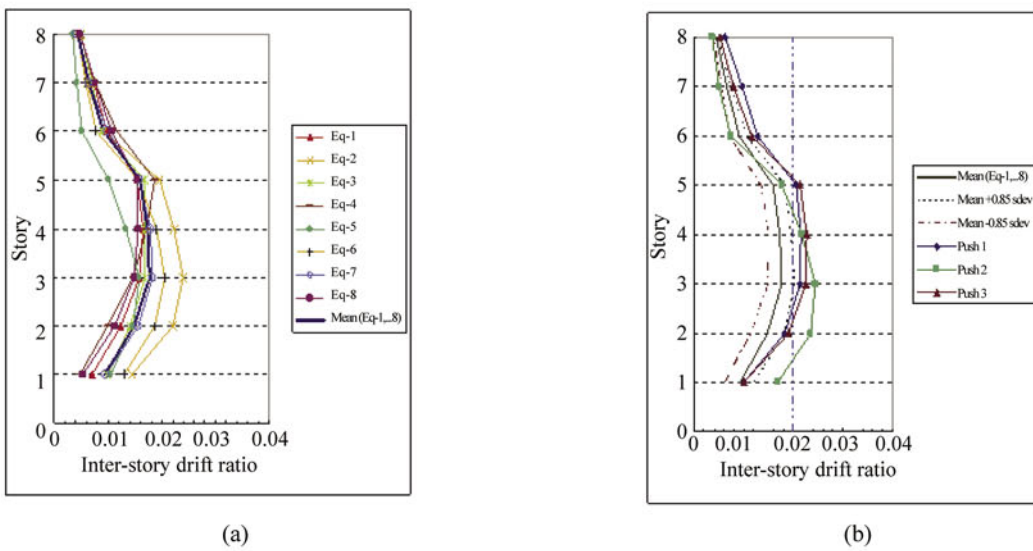 8
7
6
5
4
3
2
1
0
Story
0
0.01
0.02
0.03
0.04
Inter-story drift ratio
Eq-1
Eq-2
Eq-3
Eq-4
Eq-5
Eq-6
Eq-7
Eq-8
Mean (Eq-1,...8)
(a)
8
7
6
5
4
3
2
1
0
Story
0
0.01
0.02
0.03
0.04
Inter-story drift ratio
Mean (Eq-1,...8)
Mean +0.85 sdev
Mean -0.85 sdev
Push 1
Push 2
Push 3
(b)